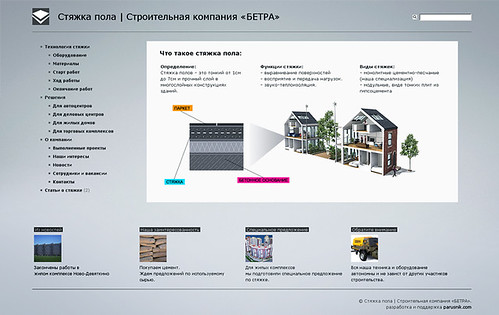 Стяжка пола | Строительная компания «БЕТРА»
Технология стяжки
Оборудование
Материалы
Старт работ
Ход работы
Окончание работ
Решения
Для автоцентров
Для деловых центров
Для жилых домов
Для торговых комплексов
О компании
Выполненные проекты
Наши интересы
Новости
Сотрудники и вакансии
Контакты
Статьи о стяжке (2)
Что такое стяжка пола:
Определение:
Стяжка полов – это тонкий от 1см
до 7см и прочный слой в
многослойных конструкциях
зданий.
Функции стяжки:
- выравнивание поверхностей
- восприятие и передача нагрузок.
- звуко-теплоизоляция.
Виды стяжек:
- монолитные цементно-песчаные
(наша специализация)
- модульные, виде тонких плит из
гипсоцемента
ПАРКЕТ
СТЯЖКА
БЕТОННОЕ ОСНОВАНИЕ
Из новостей
Закончены работы в
жилом комплексе Ново-Девяткино
Наша заинтересованность
Покупаем цемент.
Ждем предложений по используемому
сырью.
Специальное предложение
Для жилых комплексов
мы подготовили специальное предложение
по стяжке.
Обратите внимание
Вся наша техника и оборудование
автономны и не зависят от других участников
строительства.
© Стяжка пола | Строительная компания «БЕТРА».
разработка и поддержка parusnik.com